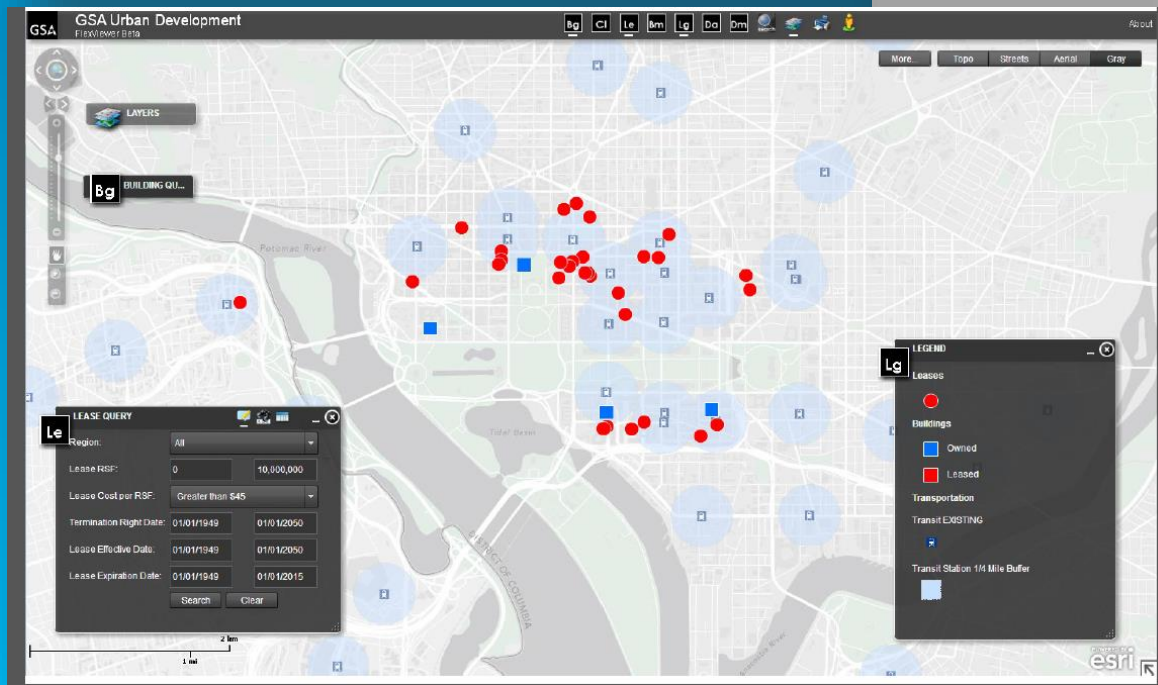 GSA
GSA Urban Development
FlexViewer Beta
Bg
Cl
Le
Bm
Lg
Da
Dm
About
More...
Topo
Streets
Aerial
Gray
LAYERS
Bg
BUILDING QU...
Potomac River
Tidal Basin
DISTRICT OF COLUMBIA
Le
LEASE QUERY
Region: All
Lease RSF: 0 10,000,000
Lease Cost per RSF: Greater than $45
Termination Right Date: 01/01/1949 01/01/2050
Lease Effective Date: 01/01/1949 01/01/2050
Lease Expiration Date: 01/01/1949 01/01/2015
Search Clear
Lg
LEGEND
Leases
Buildings
Owned
Leased
Transportation
Transit EXISTING
Transit Station 1/4 Mile Buffer
2 km
1 mi
esri